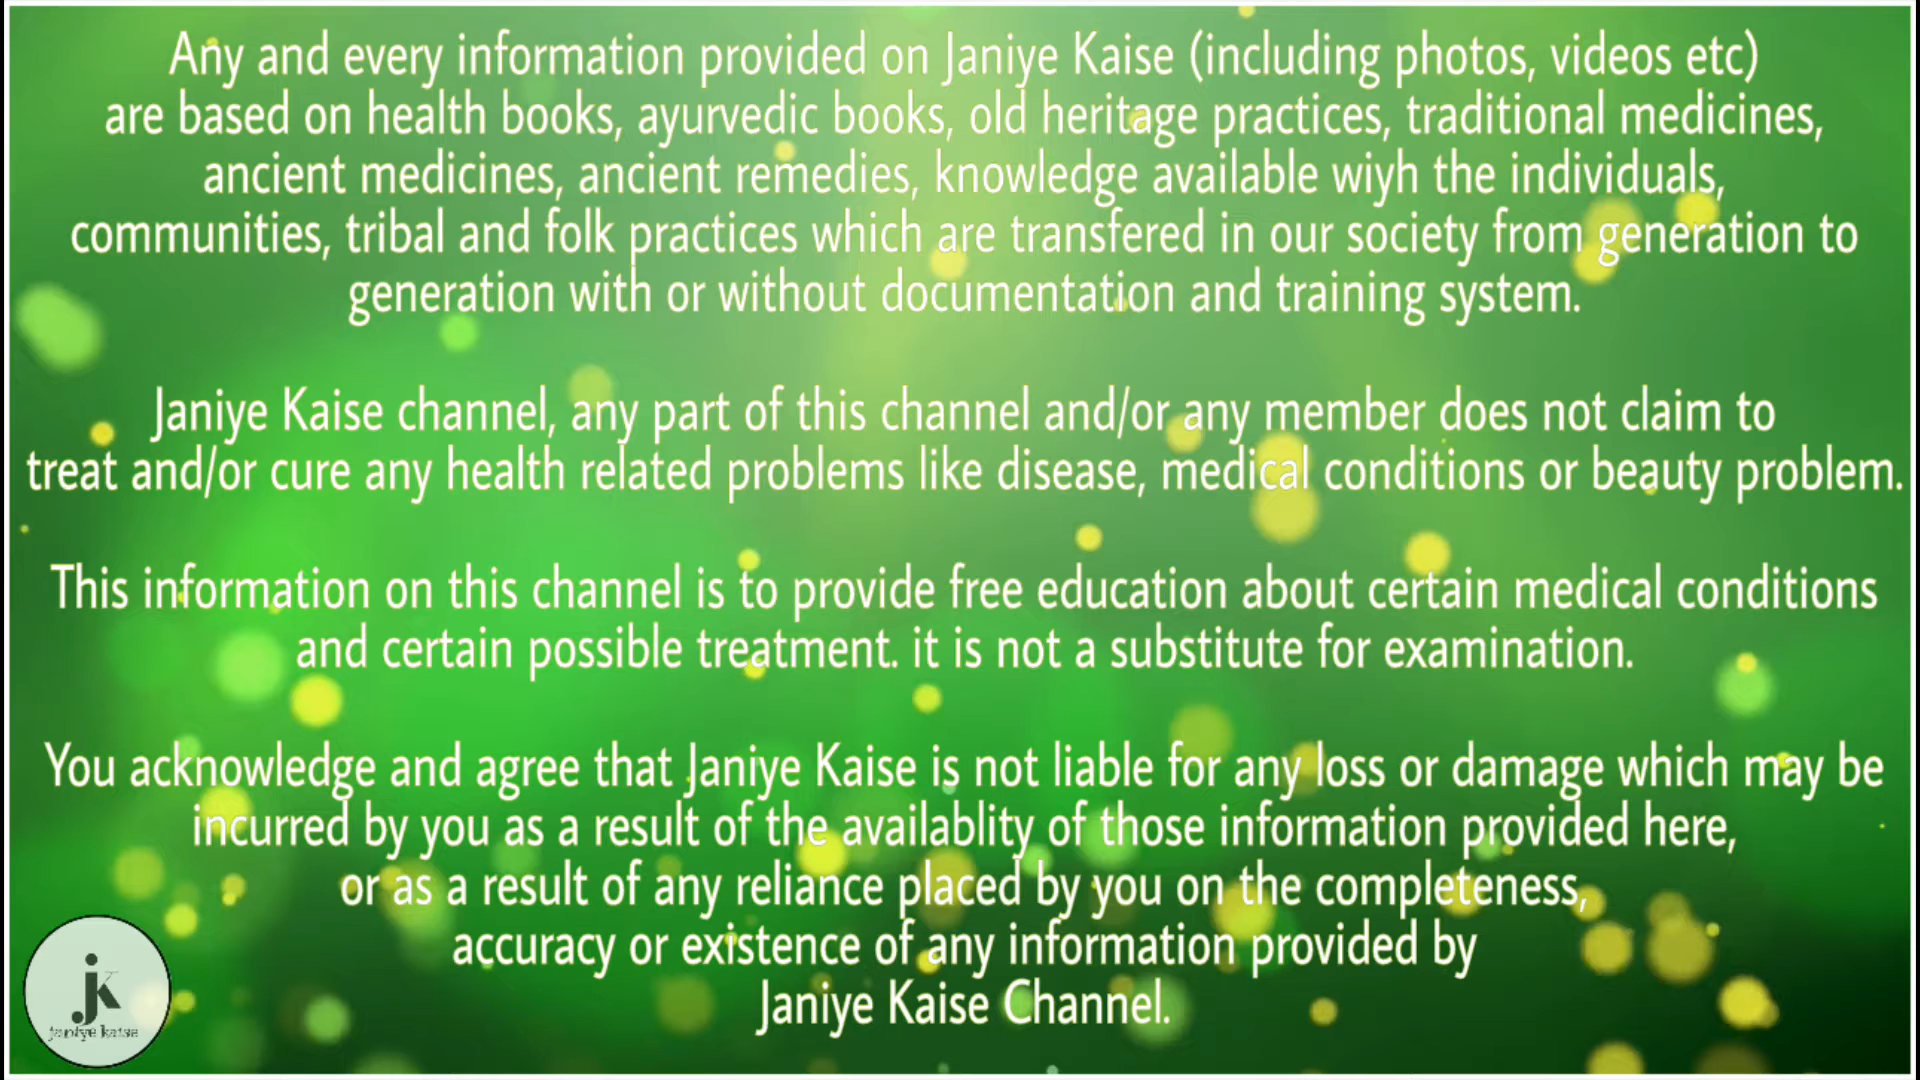 Any and every information provided on Janiye Kaise (including photos, videos etc)
are based on health books, ayurvedic books, old heritage practices, traditional medicines,
ancient medicines, ancient remedies, knowledge available wiyh the individuals,
communities, tribal and folk practices which are transfered in our society from generation to
generation with or without documentation and training system.
Janiye Kaise channel, any part of this channel and/or any member does not claim to
treat and/or cure any health related problems like disease, medical conditions or beauty problem.
This information on this channel is to provide free education about certain medical conditions
and certain possible treatment. it is not a substitute for examination.
You acknowledge and agree that Janiye Kaise is not liable for any loss or damage which may be
incurred by you as a result of the availablity of those information provided here,
or as a result of any reliance placed by you on the completeness,
accuracy or existence of any information provided by
Janiye Kaise Channel.
jK
janiye kaise